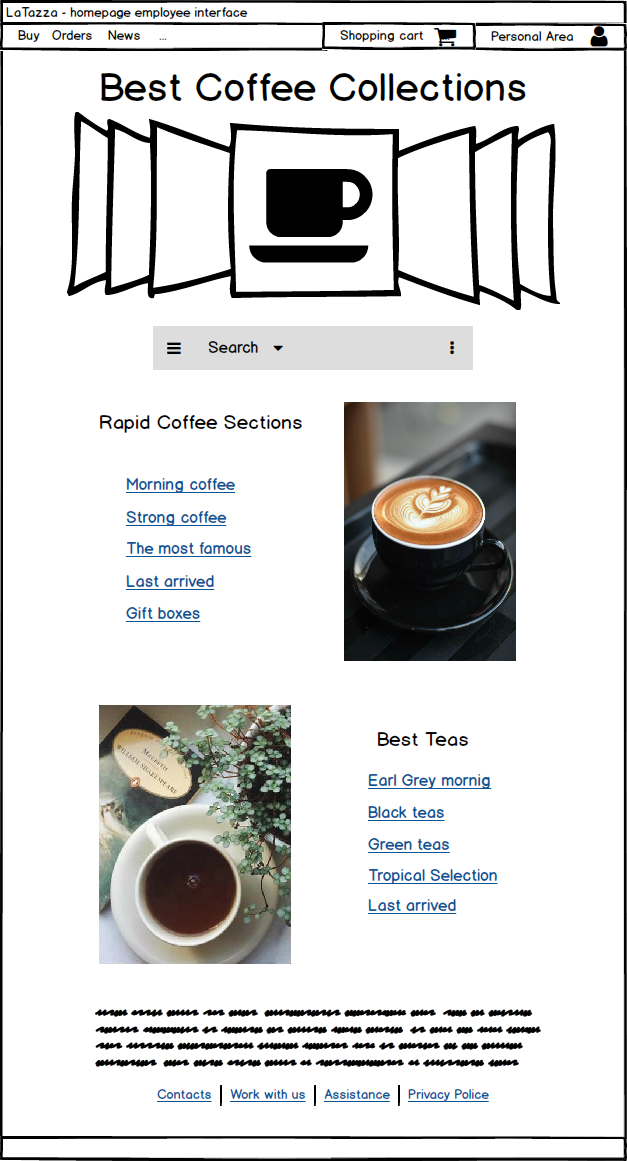 LaTazza - homepage employee interface
Buy Orders News ... Shopping cart Personal Area
Best Coffee Collections
Search
Rapid Coffee Sections
Morning coffee
Strong coffee
The most famous
Last arrived
Gift boxes
MACBETH
WILLIAM SHAKESPEARE
Best Teas
Earl Grey mornig
Black teas
Green teas
Tropical Selection
Last arrived
Contacts Work with us Assistance Privacy Police